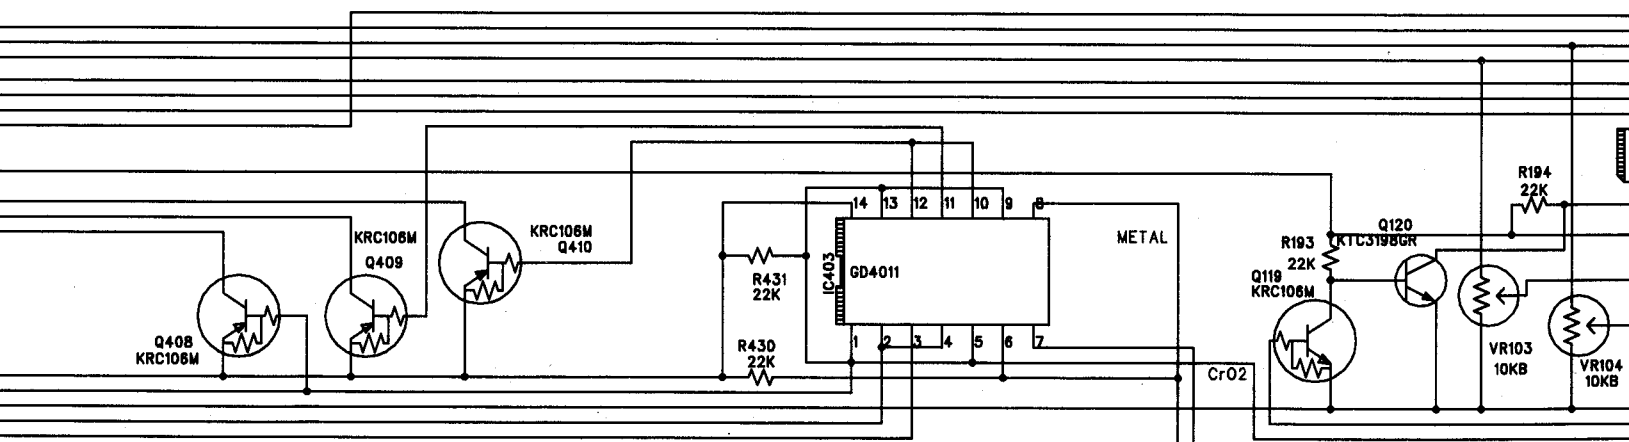 KRC106M
Q409
KRC106M
Q410
Q408
KRC106M
R431
22K
R430
22K
IC403
GD4011
14 13 12 11 10 9 8
1 2 3 4 5 6 7
METAL
CrO2
R193
22K
Q119
KRC106M
Q120
KTC3198GR
R194
22K
VR103
10KB
VR104
10KB